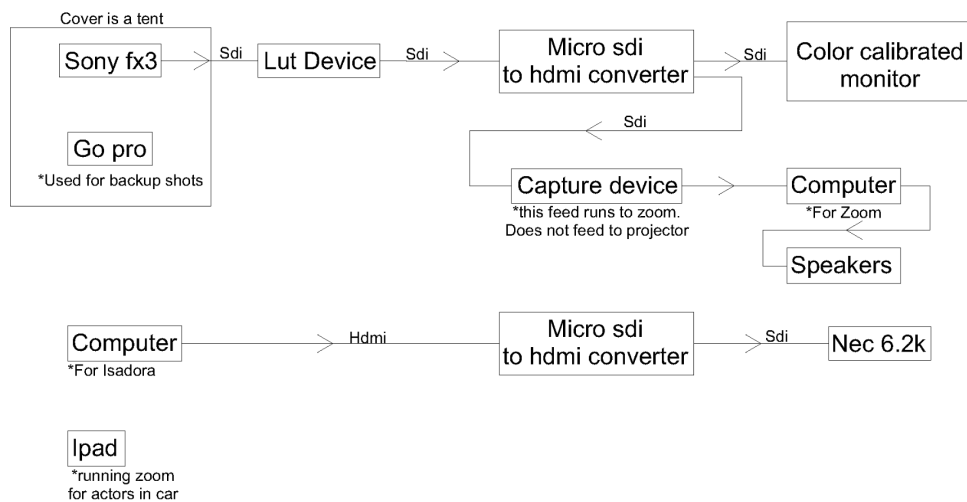 Cover is a tent
Sony fx3
Sdi
Lut Device
Sdi
Micro sdi
to hdmi converter
Sdi
Color calibrated
monitor
Sdi
Go pro
*Used for backup shots
Capture device
*this feed runs to zoom.
Does not feed to projector
Computer
*For Zoom
Speakers
Computer
*For Isadora
Hdmi
Micro sdi
to hdmi converter
Sdi
Nec 6.2k
Ipad
*running zoom
for actors in car